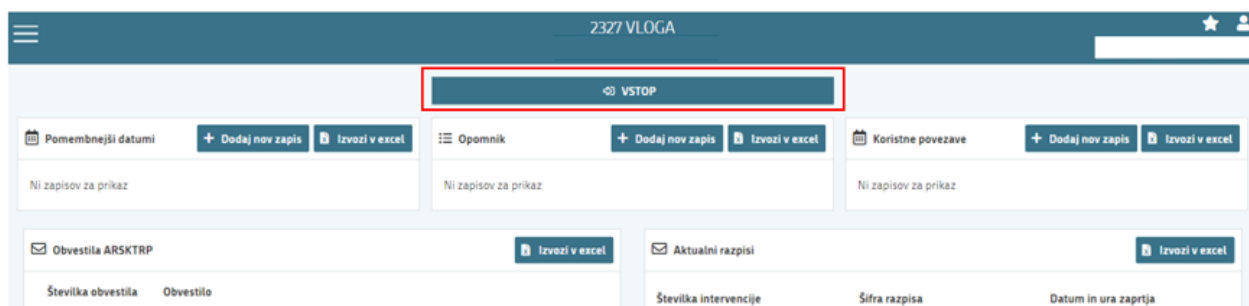 2327 VLOGA
VSTOP
Pomembnejši datumi
+ Dodaj nov zapis
Izvozi v excel
Opomnik
+ Dodaj nov zapis
Izvozi v excel
Koristne povezave
+ Dodaj nov zapis
Izvozi v excel
Ni zapisov za prikaz
Ni zapisov za prikaz
Ni zapisov za prikaz
Obvestila ARSKTRP
Izvozi v excel
Aktualni razpisi
Izvozi v excel
Številka obvestila
Obvestilo
Številka intervencije
Šifra razpisa
Datum in ura zaprtja